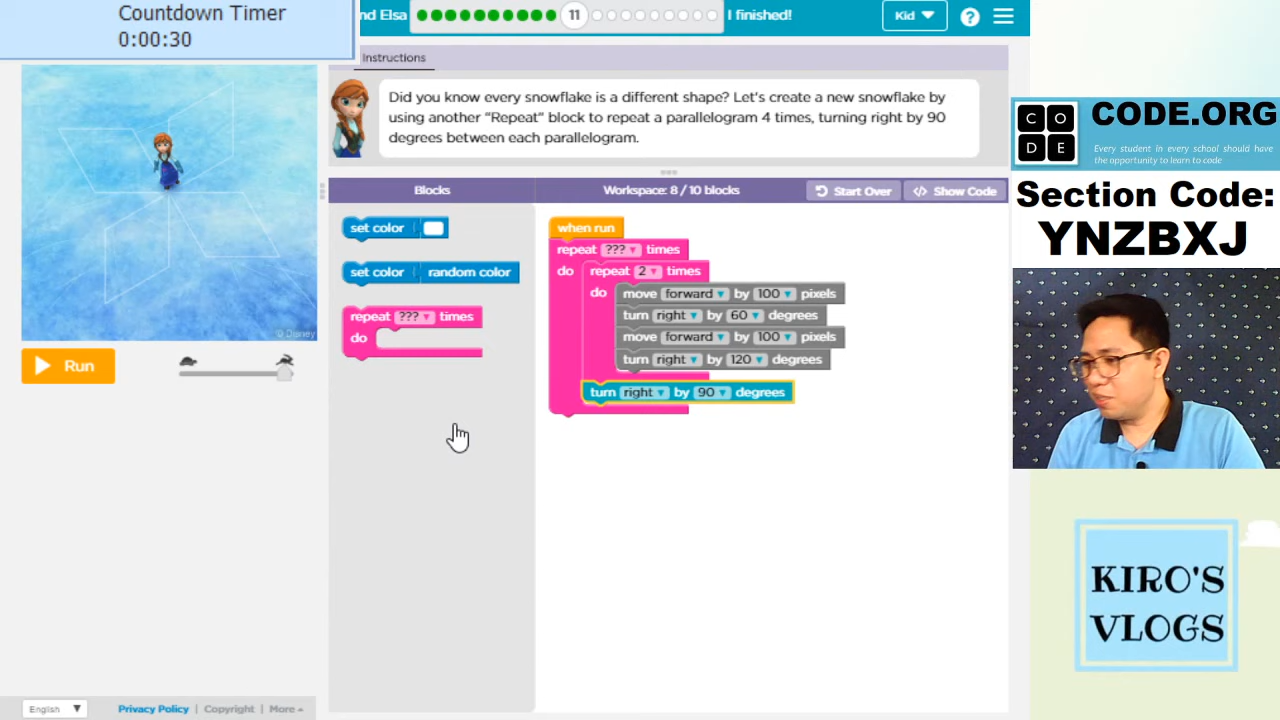 Countdown Timer
0:00:30
nd Elsa
11
I finished!
Kid
?
Instructions
Did you know every snowflake is a different shape? Let's create a new snowflake by
using another "Repeat" block to repeat a parallelogram 4 times, turning right by 90
degrees between each parallelogram.
Blocks
Workspace: 8 / 10 blocks
Start Over
</> Show Code
set color
set color random color
repeat ??? times
do
when run
repeat ??? times
do repeat 2 times
do move forward by 100 pixels
turn right by 60 degrees
move forward by 100 pixels
turn right by 120 degrees
turn right by 90 degrees
© Disney
Run
English
Privacy Policy | Copyright | More
C O
D E
CODE.ORG
Every student in every school should have
the opportunity to learn to code
Section Code:
YNZBXJ
KIRO'S
VLOGS